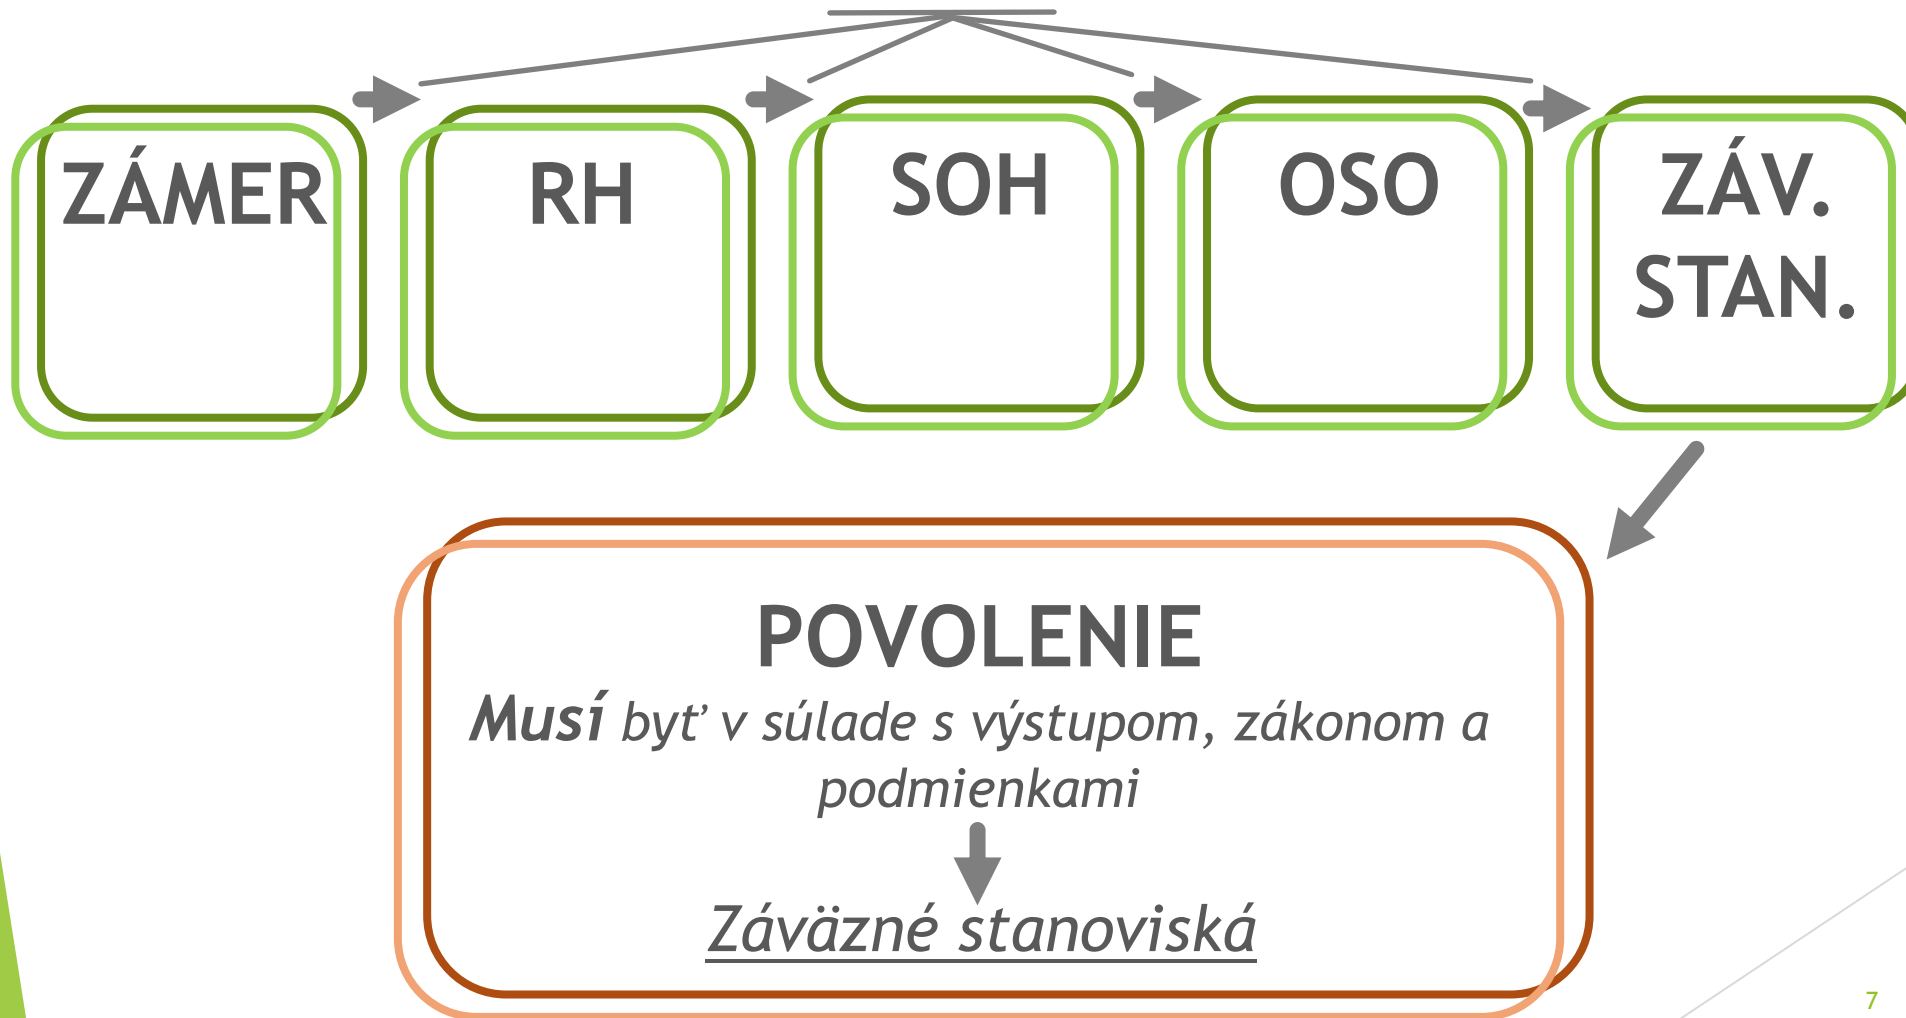 ZÁMER
RH
SOH
OSO
ZÁV.
STAN.
POVOLENIE
Musí byť v súlade s výstupom, zákonom a
podmienkami
Záväzné stanoviská
7